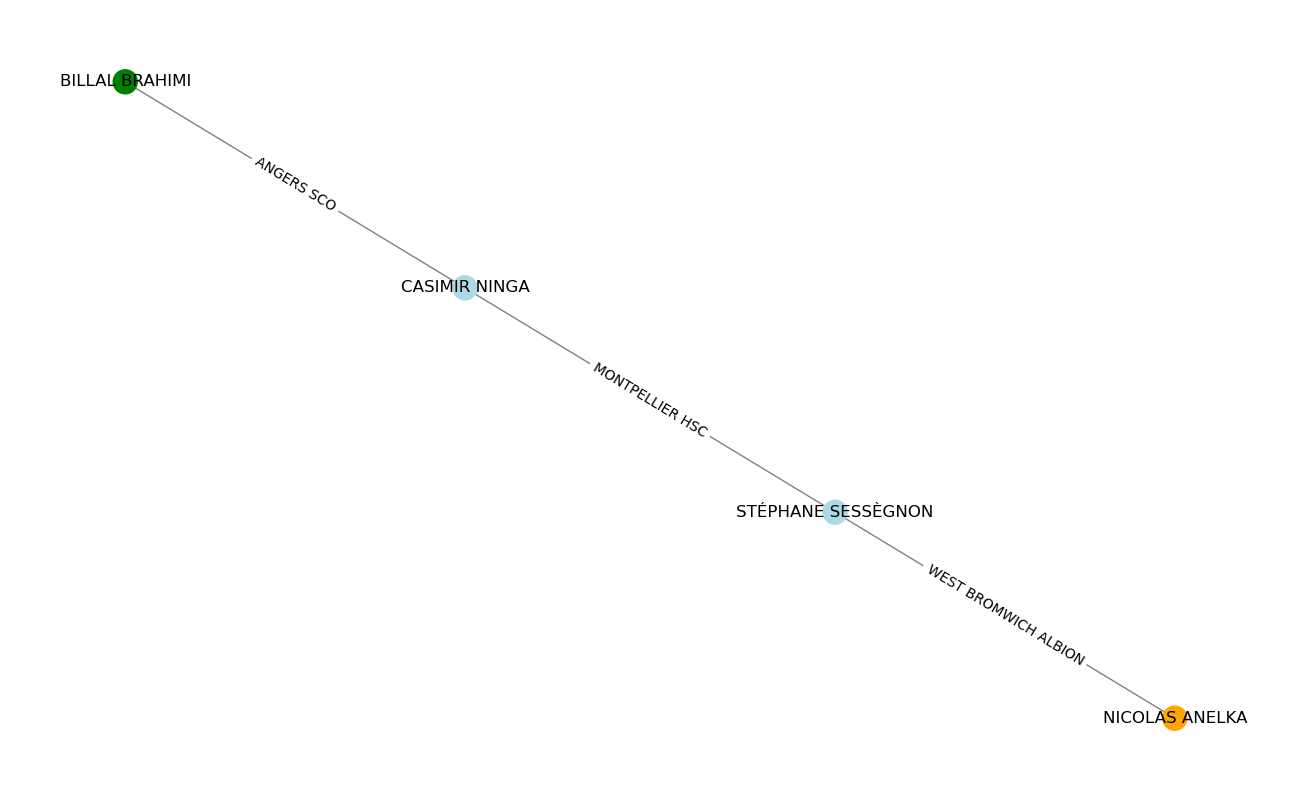 BILLAL BRAHIMI
ANGERS SCO
CASIMIR NINGA
MONTPELLIER HSC
STÉPHANE SESSÈGNON
WEST BROMWICH ALBION
NICOLAS ANELKA